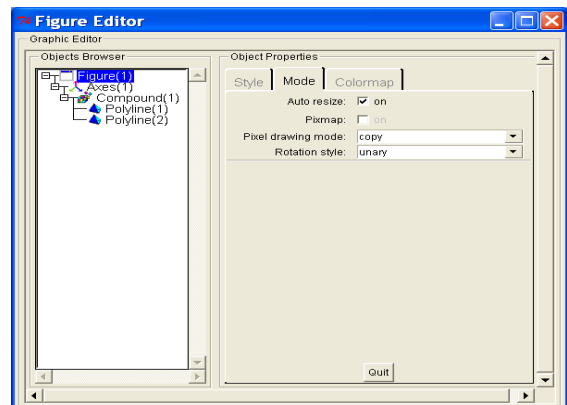 Figure Editor
Graphic Editor
Objects Browser
Figure(1)
Axes(1)
Compound(1)
Polyline(1)
Polyline(2)
Object Properties
Style Mode Colormap
Auto resize: on
Pixmap: on
Pixel drawing mode: copy
Rotation style: unary
Quit